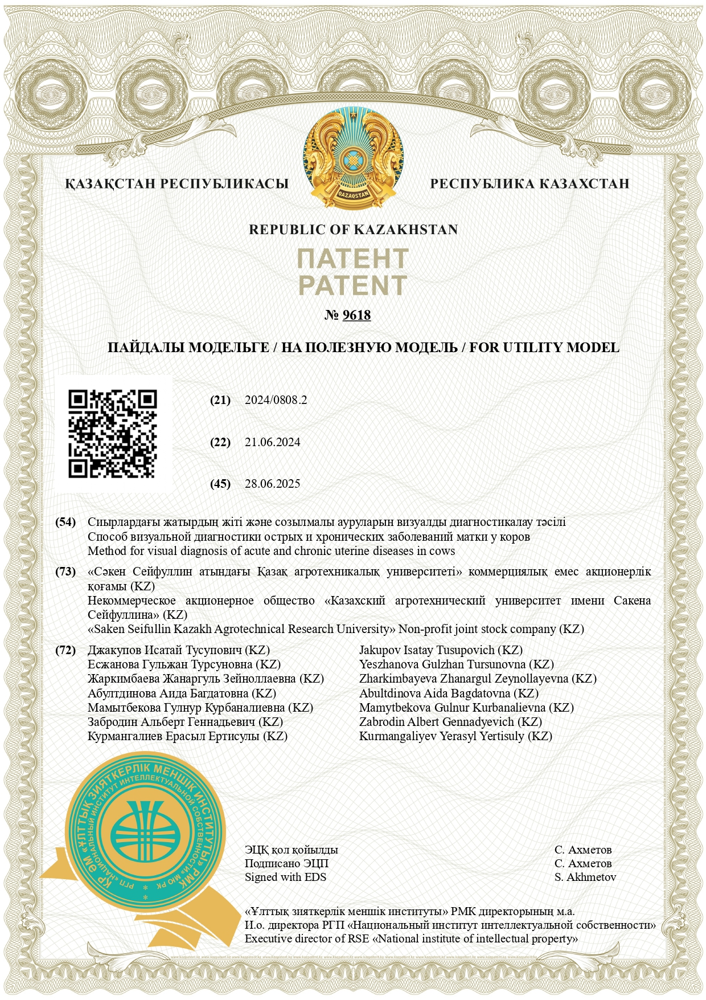 ҚАЗАҚСТАН РЕСПУБЛИКАСЫ
РЕСПУБЛИКА КАЗАХСТАН
QAZAQSTAN
REPUBLIC OF KAZAKHSTAN
ПАТЕНТ
PATENT
№ 9618
ПАЙДАЛЫ МОДЕЛЬГЕ / НА ПОЛЕЗНУЮ МОДЕЛЬ / FOR UTILITY MODEL
(21) 2024/0808.2
(22) 21.06.2024
(45) 28.06.2025
(54) Сиырлардағы жатырдың жіті және созылмалы ауруларын визуалды диагностикалау тәсілі
Способ визуальной диагностики острых и хронических заболеваний матки у коров
Method for visual diagnosis of acute and chronic uterine diseases in cows
(73) «Сәкен Сейфуллин атындағы Қазақ агротехникалық университеті» коммерциялық емес акционерлік
қоғамы (KZ)
Некоммерческое акционерное общество «Казахский агротехнический университет имени Сакена
Сейфуллина» (KZ)
«Saken Seifullin Kazakh Agrotechnical Research University» Non-profit joint stock company (KZ)
(72) Джакупов Исатай Тусупович (KZ) Jakupov Isatay Tusupovich (KZ)
Есжанова Гульжан Турсуновна (KZ) Yeszhanova Gulzhan Tursunovna (KZ)
Жаркимбаева Жанаргуль Зейноллаевна (KZ) Zharkimbayeva Zhanargul Zeynollayevna (KZ)
Абултдинова Аида Багдатовна (KZ) Abultdinova Aida Bagdatovna (KZ)
Мамытбекова Гулнур Курбаналиевна (KZ) Mamytbekova Gulnur Kurbanalievna (KZ)
Забродин Альберт Геннадьевич (KZ) Zabrodin Albert Gennadyevich (KZ)
Курмангалиев Ерасыл Ертисулы (KZ) Kurmangaliyev Yerasyl Yertisuly (KZ)
ҚР ӘМ «ҰЛТТЫҚ ЗИЯТКЕРЛІК МЕНШІК ИНСТИТУТЫ» РМК
РГП «НАЦИОНАЛЬНЫЙ ИНСТИТУТ ИНТЕЛЛЕКТУАЛЬНОЙ СОБСТВЕННОСТИ» МЮ РК
ЭЦҚ қол қойылды С. Ахметов
Подписано ЭЦП С. Ахметов
Signed with EDS S. Akhmetov
«Ұлттық зияткерлік меншік институты» РМК директорының м.а.
И.о. директора РГП «Национальный институт интеллектуальной собственности»
Executive director of RSE «National institute of intellectual property»